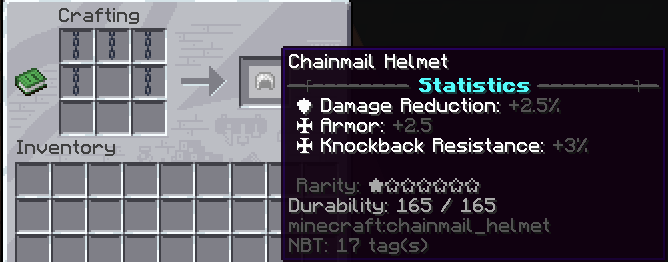 Crafting
Chainmail Helmet
Statistics
Damage Reduction: +2.5%
Armor: +2.5
Knockback Resistance: +3%
Inventory
Rarity: ★☆☆☆☆☆☆
Durability: 165 / 165
minecraft:chainmail_helmet
NBT: 17 tag(s)